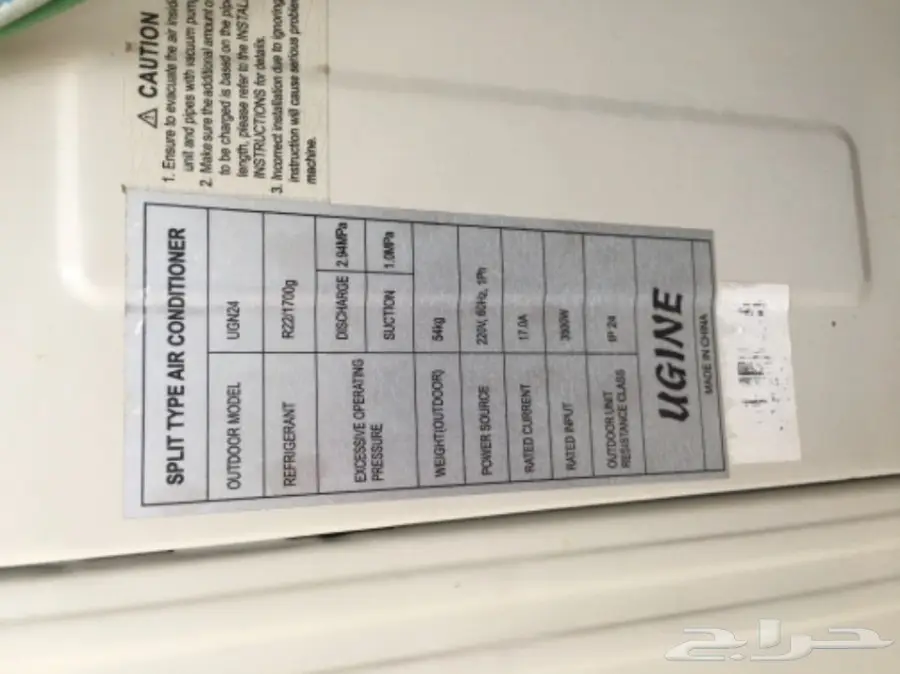 ⚠ CAUTION
1. Ensure to evacuate the air insid
unit and pipes with vacuum pump
2. Make sure the additional amount o
to be charged is based on the pipe
length, please refer to the INSTAL
INSTRUCTIONS for details.
3. Incorrect installation due to ignoring
instruction will cause serious proble
machine.
SPLIT TYPE AIR CONDITIONER
OUTDOOR MODEL UGN24
REFRIGERANT R22/1700g
EXCESSIVE OPERATING PRESSURE DISCHARGE 2.94MPa
SUCTION 1.0MPa
WEIGHT(OUTDOOR) 54kg
POWER SOURCE 220V, 60Hz, 1Ph
RATED CURRENT 17.0A
RATED INPUT 3900W
OUTDOOR UNIT
RESISTANCE CLASS IP 24
UGINE
MADE IN CHINA
حراج